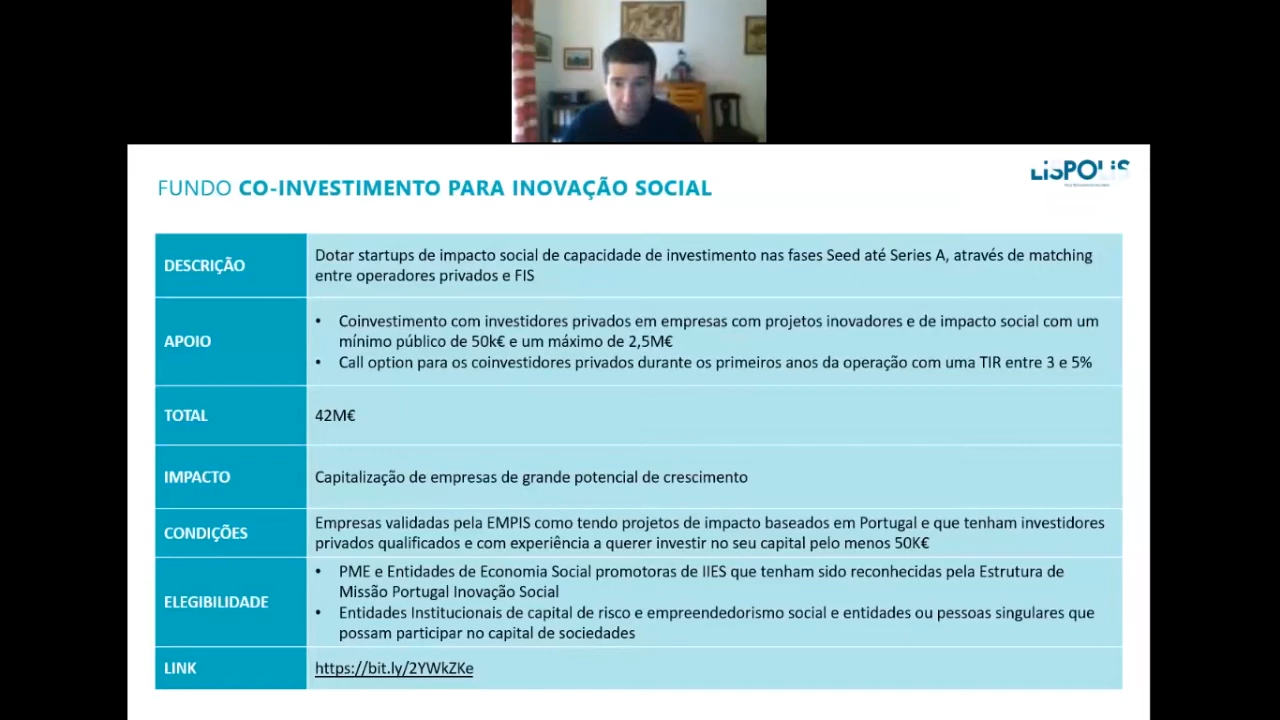 LiSPOLiS
FUNDO CO-INVESTIMENTO PARA INOVAÇÃO SOCIAL
DESCRIÇÃO
Dotar startups de impacto social de capacidade de investimento nas fases Seed até Series A, através de matching
entre operadores privados e FIS
APOIO
• Coinvestimento com investidores privados em empresas com projetos inovadores e de impacto social com um
mínimo público de 50k€ e um máximo de 2,5M€
• Call option para os coinvestidores privados durante os primeiros anos da operação com uma TIR entre 3 e 5%
TOTAL
42M€
IMPACTO
Capitalização de empresas de grande potencial de crescimento
CONDIÇÕES
Empresas validadas pela EMPIS como tendo projetos de impacto baseados em Portugal e que tenham investidores
privados qualificados e com experiência a querer investir no seu capital pelo menos 50K€
ELEGIBILIDADE
• PME e Entidades de Economia Social promotoras de IIES que tenham sido reconhecidas pela Estrutura de
Missão Portugal Inovação Social
• Entidades Institucionais de capital de risco e empreendedorismo social e entidades ou pessoas singulares que
possam participar no capital de sociedades
LINK
https://bit.ly/2YWkZKe